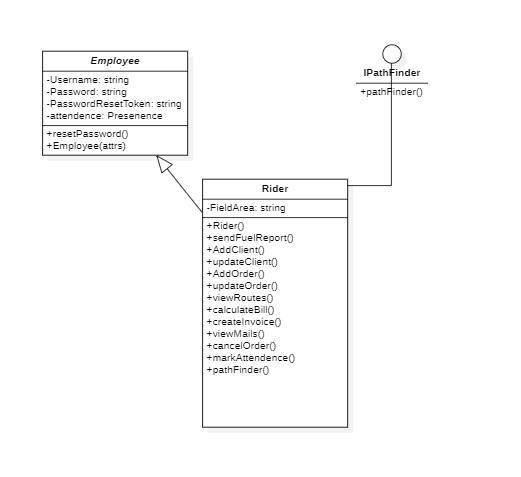 Employee
-Username: string
-Password: string
-PasswordResetToken: string
-attendence: Presenence
+resetPassword()
+Employee(attrs)
IPathFinder
+pathFinder()
Rider
-FieldArea: string
+Rider()
+sendFuelReport()
+AddClient()
+updateClient()
+AddOrder()
+updateOrder()
+viewRoutes()
+calculateBill()
+createInvoice()
+viewMails()
+cancelOrder()
+markAttendence()
+pathFinder()